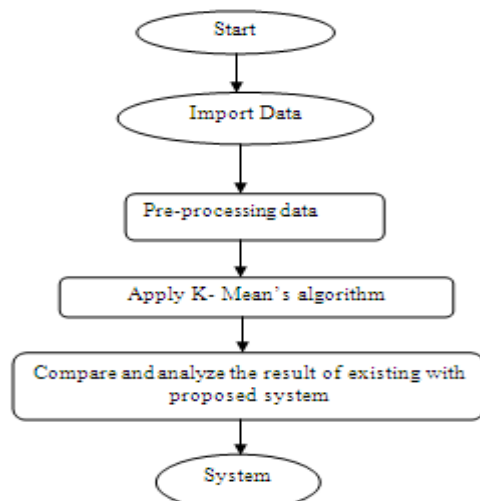 Start
Import Data
Pre-processing data
Apply K- Mean's algorithm
Compare and analyze the result of existing with
proposed system
System